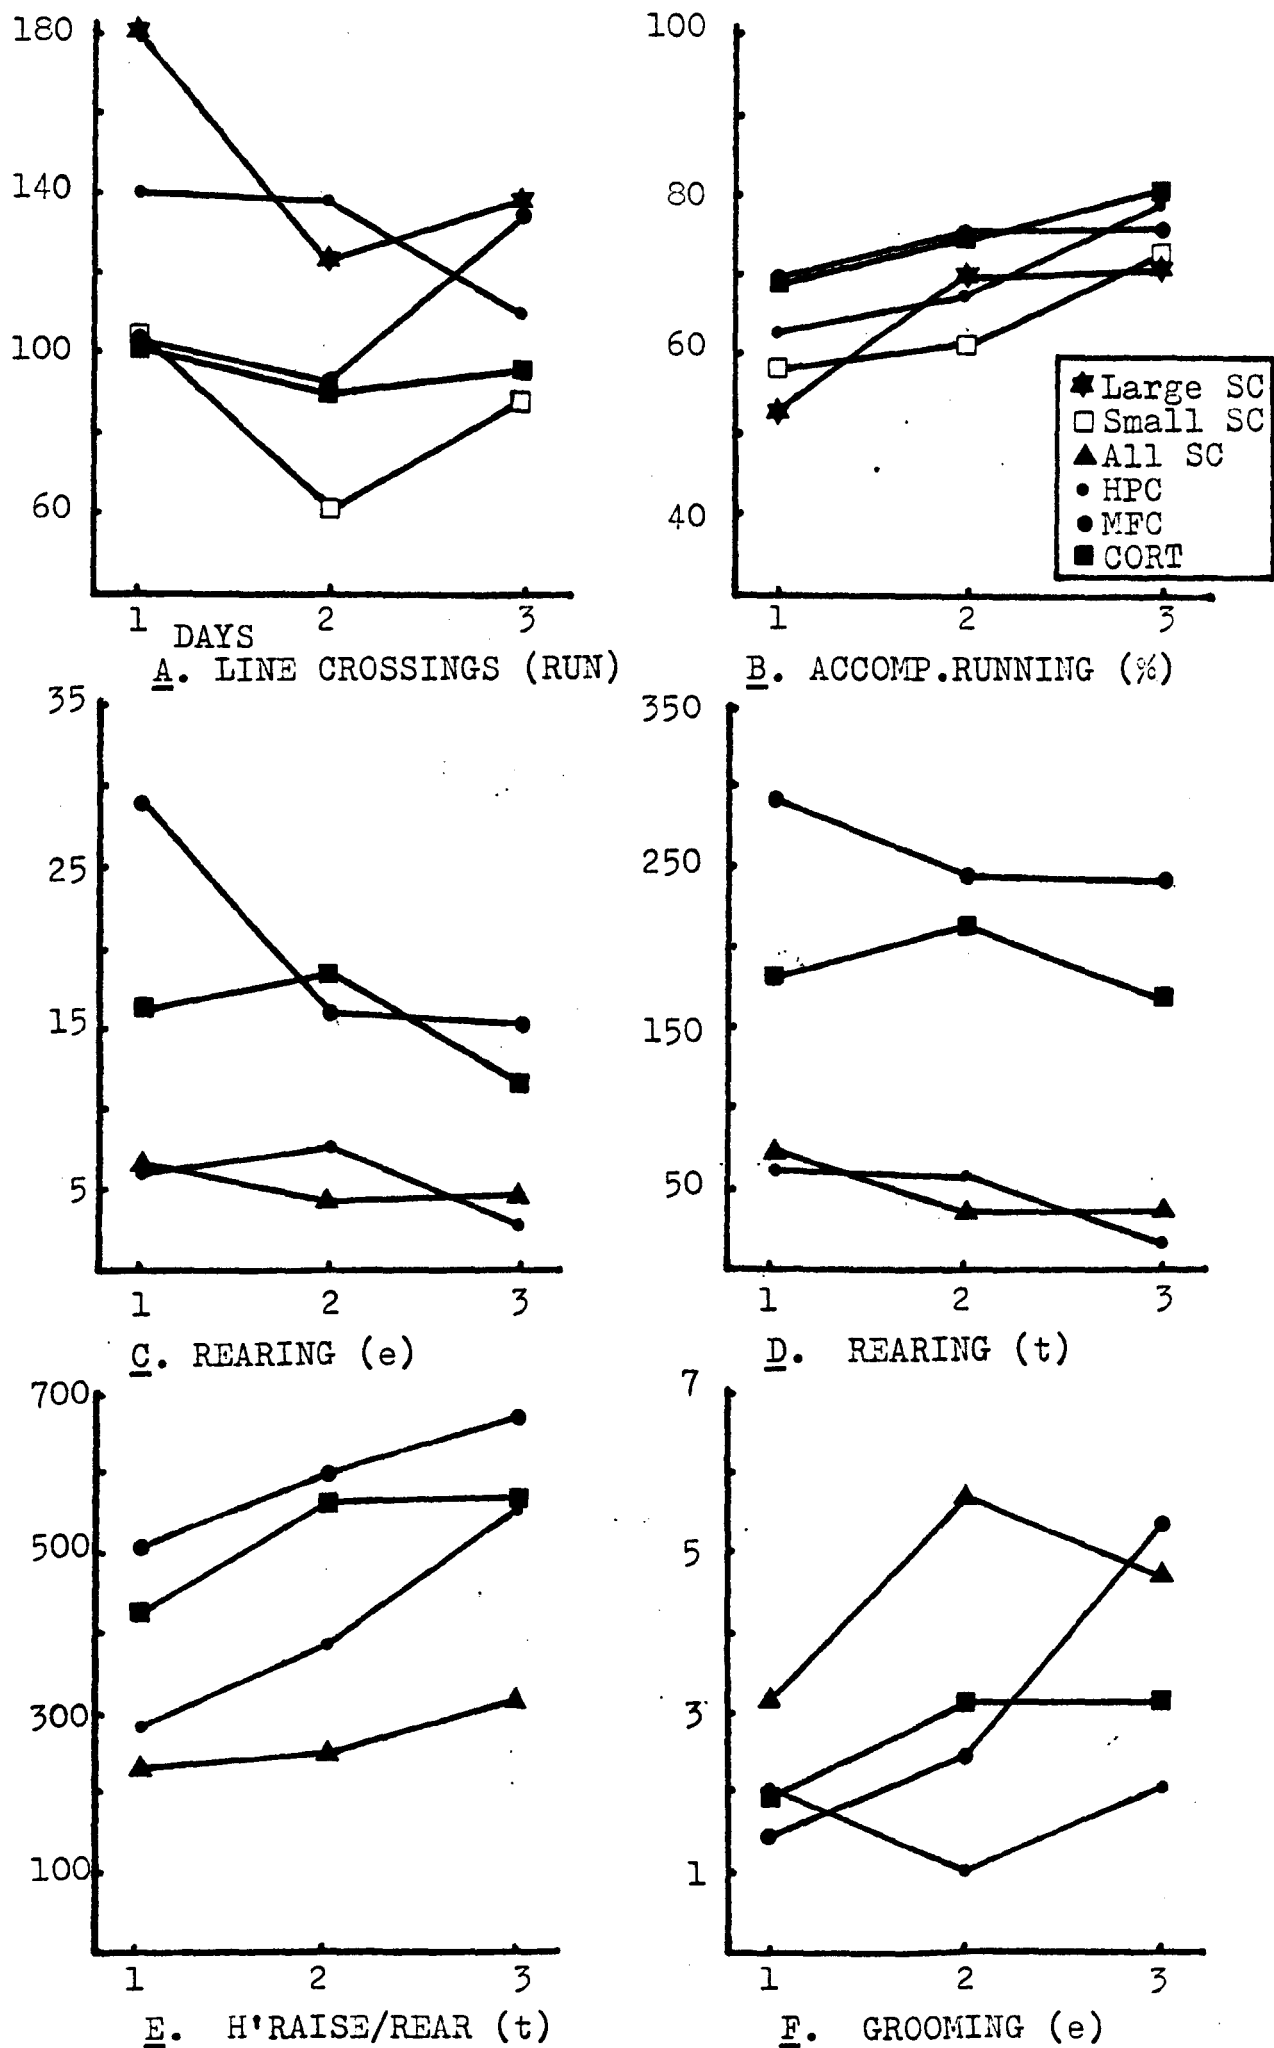 180
140
100
60
1 2 3
DAYS
A. LINE CROSSINGS (RUN)
100
80
60
40
1 2 3
B. ACCOMP.RUNNING (%)
Large SC
Small SC
All SC
HPC
MFC
CORT
35
25
15
5
1 2 3
C. REARING (e)
350
250
150
50
1 2 3
D. REARING (t)
700
500
300
100
1 2 3
E. H'RAISE/REAR (t)
7
5
3
1
1 2 3
F. GROOMING (e)